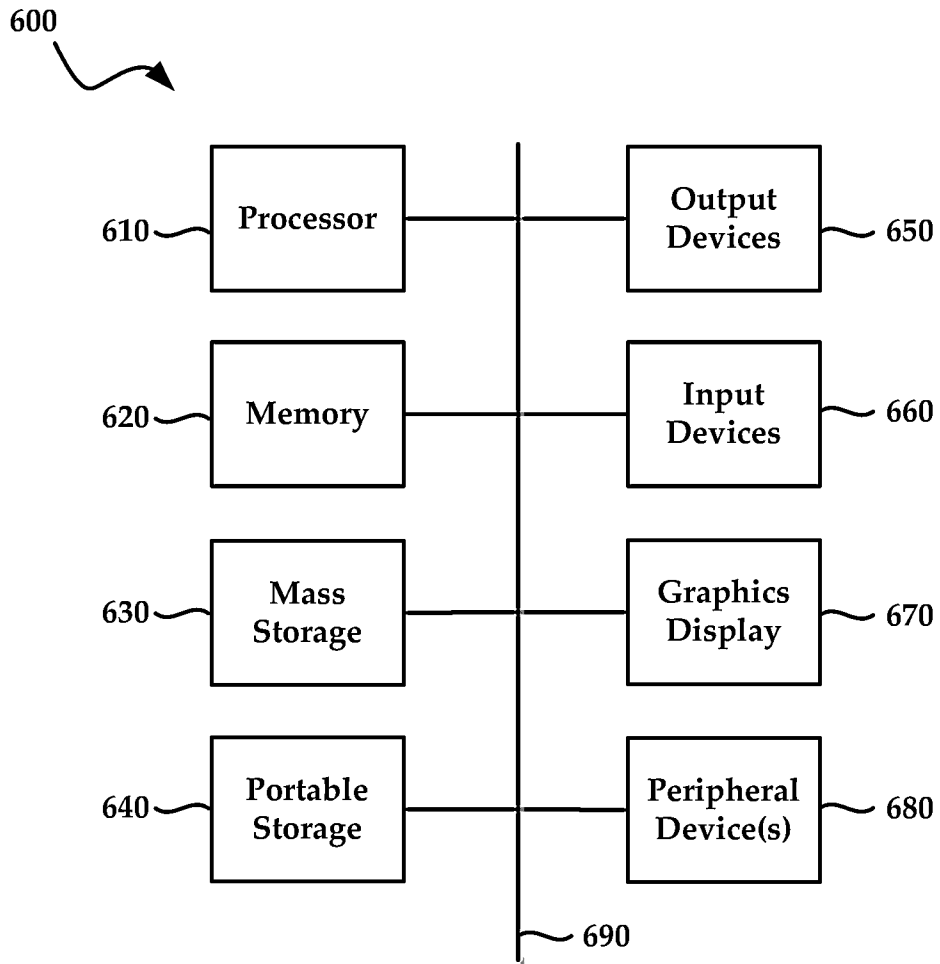 600
Processor
610
Output
Devices
650
Memory
620
Input
Devices
660
Mass
Storage
630
Graphics
Display
670
Portable
Storage
640
Peripheral
Device(s)
680
690